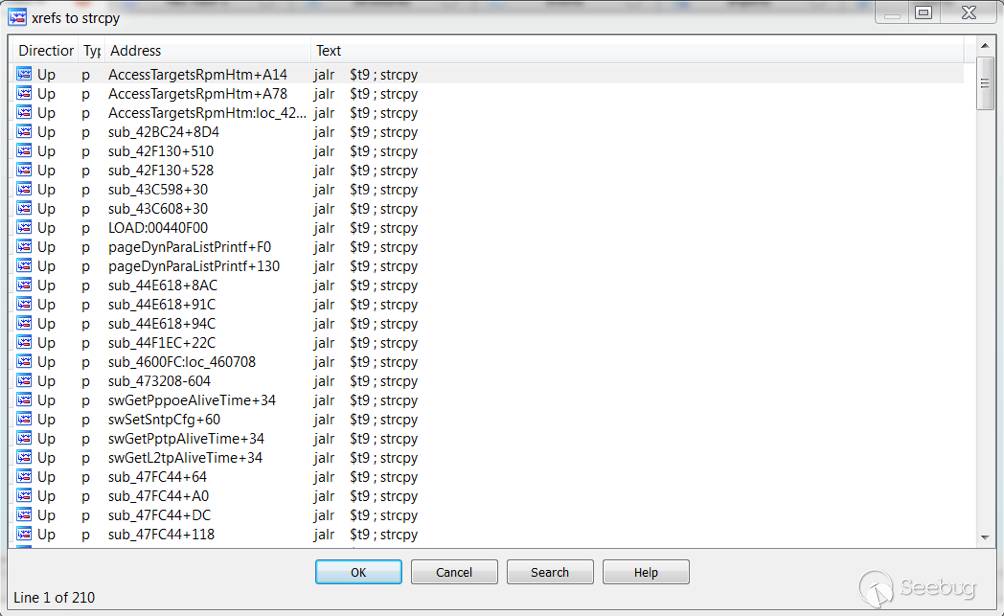 xrefs to strcpy
Direction Typ Address Text
Up p AccessTargetsRpmHtm+A14 jalr $t9 ; strcpy
Up p AccessTargetsRpmHtm+A78 jalr $t9 ; strcpy
Up p AccessTargetsRpmHtm:loc_42... jalr $t9 ; strcpy
Up p sub_42BC24+8D4 jalr $t9 ; strcpy
Up p sub_42F130+510 jalr $t9 ; strcpy
Up p sub_42F130+528 jalr $t9 ; strcpy
Up p sub_43C598+30 jalr $t9 ; strcpy
Up p sub_43C608+30 jalr $t9 ; strcpy
Up p LOAD:00440F00 jalr $t9 ; strcpy
Up p pageDynParaListPrintf+F0 jalr $t9 ; strcpy
Up p pageDynParaListPrintf+130 jalr $t9 ; strcpy
Up p sub_44E618+8AC jalr $t9 ; strcpy
Up p sub_44E618+91C jalr $t9 ; strcpy
Up p sub_44E618+94C jalr $t9 ; strcpy
Up p sub_44F1EC+22C jalr $t9 ; strcpy
Up p sub_4600FC:loc_460708 jalr $t9 ; strcpy
Up p sub_473208-604 jalr $t9 ; strcpy
Up p swGetPppoeAliveTime+34 jalr $t9 ; strcpy
Up p swSetSntpCfg+60 jalr $t9 ; strcpy
Up p swGetPptpAliveTime+34 jalr $t9 ; strcpy
Up p swGetL2tpAliveTime+34 jalr $t9 ; strcpy
Up p sub_47FC44+64 jalr $t9 ; strcpy
Up p sub_47FC44+A0 jalr $t9 ; strcpy
Up p sub_47FC44+DC jalr $t9 ; strcpy
Up p sub_47FC44+118 jalr $t9 ; strcpy
OK Cancel Search Help
Line 1 of 210
Seebug